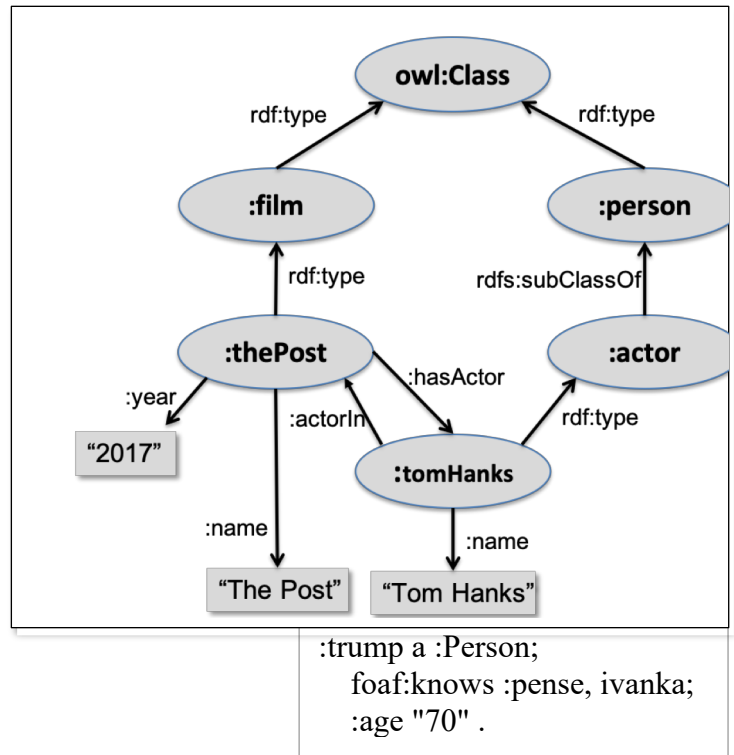 owl:Class
rdf:type
rdf:type
:film
:person
rdf:type
rdfs:subClassOf
:thePost
:actor
:hasActor
:year
:actorIn
rdf:type
“2017”
:tomHanks
:name
:name
“The Post”
“Tom Hanks”
:trump a :Person;
foaf:knows :pense, ivanka;
:age "70" .